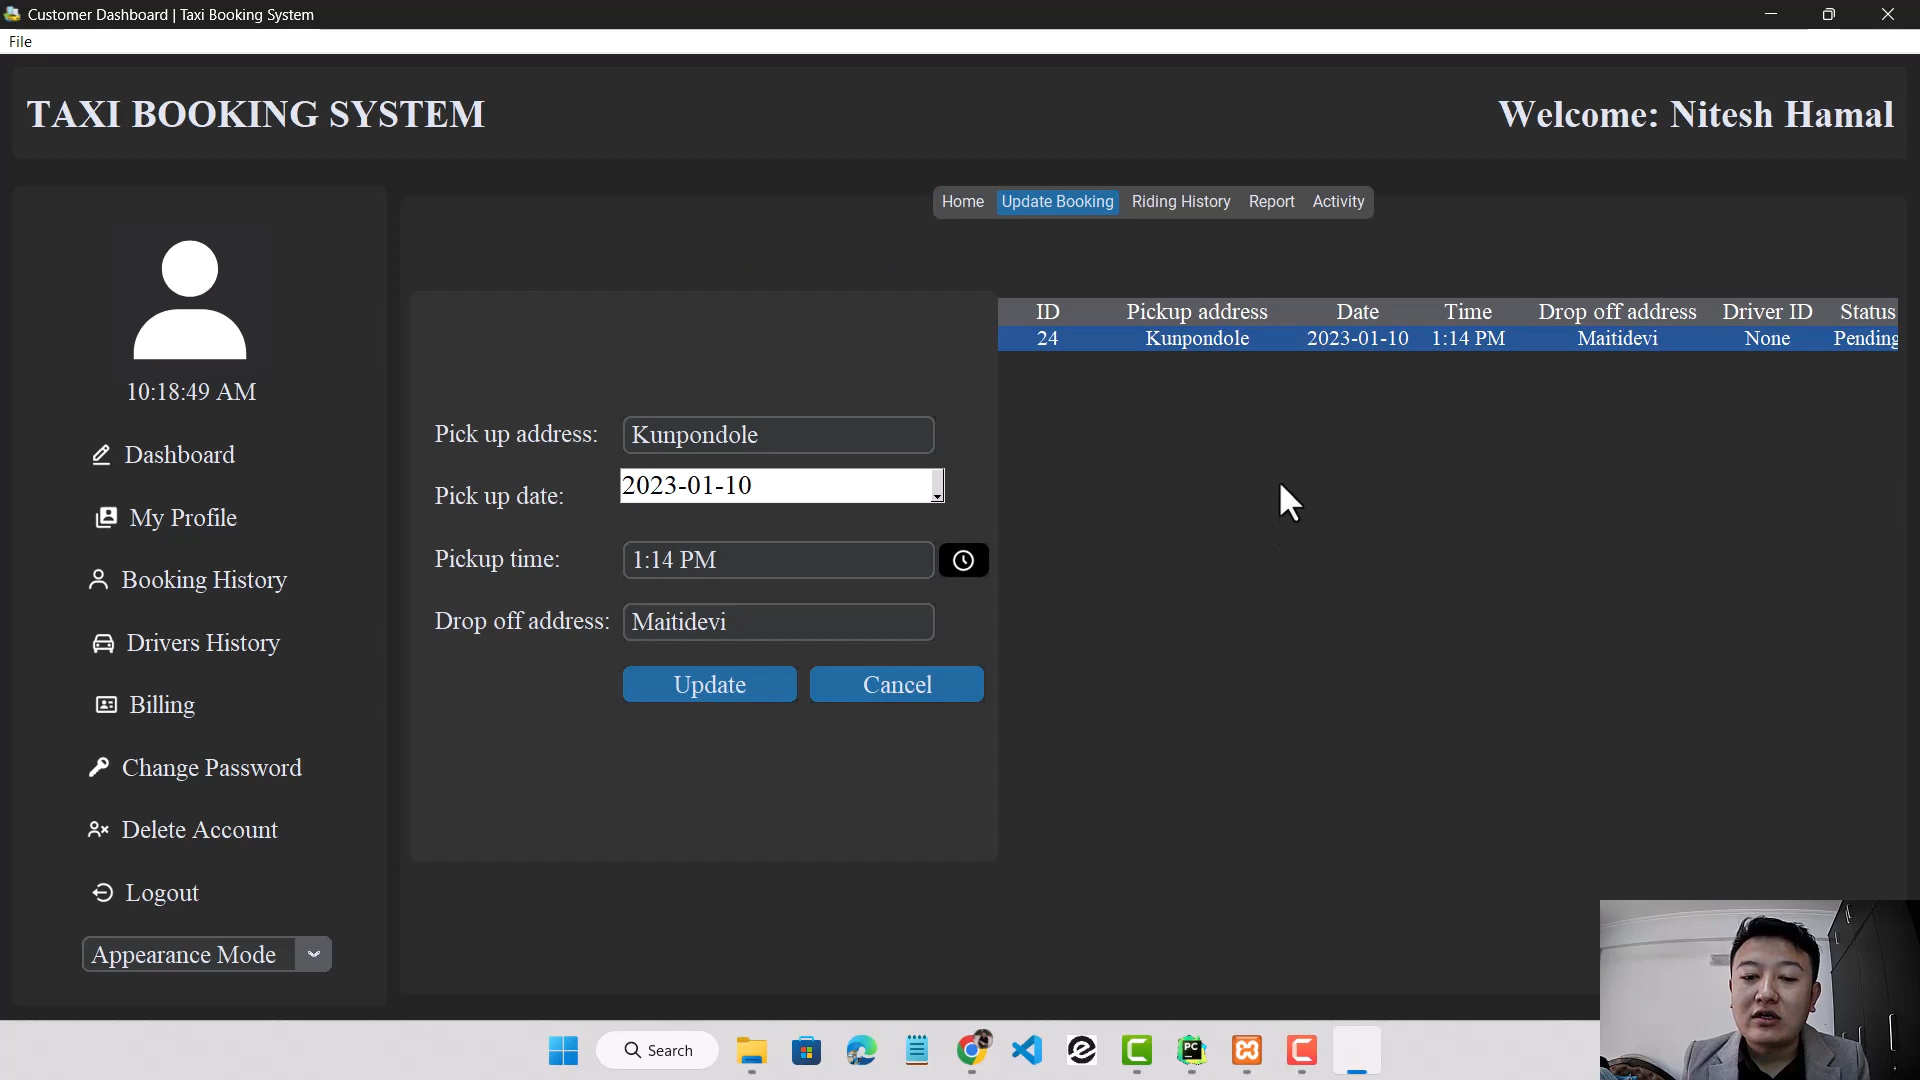 Customer Dashboard | Taxi Booking System
File
TAXI BOOKING SYSTEM
Welcome: Nitesh Hamal
Home Update Booking Riding History Report Activity
10:18:49 AM
Dashboard
My Profile
Booking History
Drivers History
Billing
Change Password
Delete Account
Logout
Appearance Mode
Pick up address: Kunpondole
Pick up date: 2023-01-10
Pickup time: 1:14 PM
Drop off address: Maitidevi
Update Cancel
ID Pickup address Date Time Drop off address Driver ID Status
24 Kunpondole 2023-01-10 1:14 PM Maitidevi None Pending
Search
PC